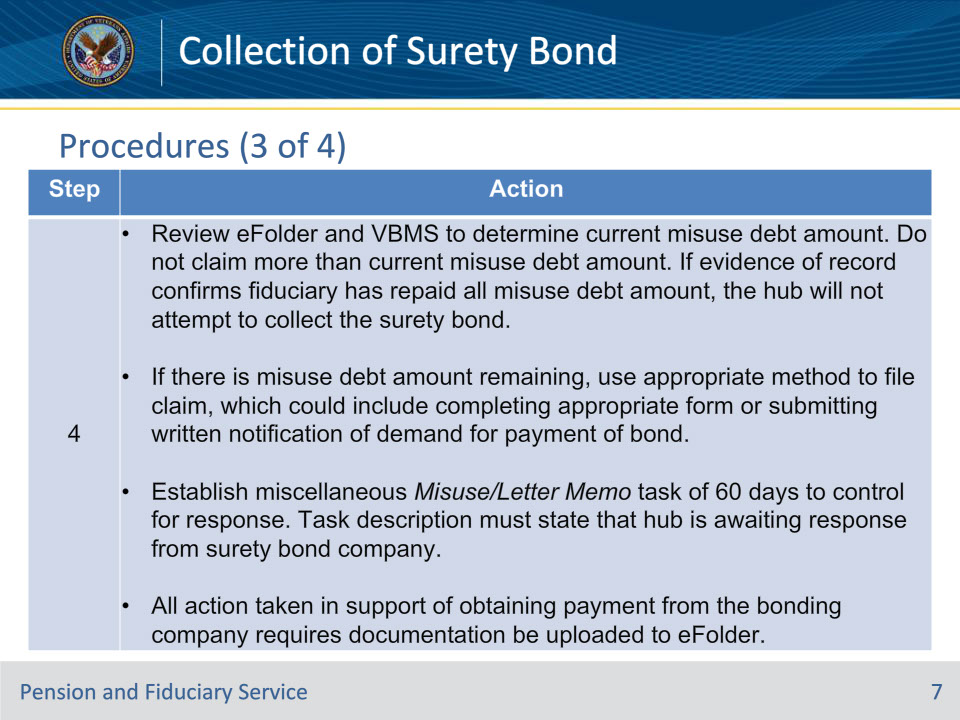 Collection of Surety Bond
Procedures (3 of 4)
Step Action
4
• Review eFolder and VBMS to determine current misuse debt amount. Do
not claim more than current misuse debt amount. If evidence of record
confirms fiduciary has repaid all misuse debt amount, the hub will not
attempt to collect the surety bond.
• If there is misuse debt amount remaining, use appropriate method to file
claim, which could include completing appropriate form or submitting
written notification of demand for payment of bond.
• Establish miscellaneous Misuse/Letter Memo task of 60 days to control
for response. Task description must state that hub is awaiting response
from surety bond company.
• All action taken in support of obtaining payment from the bonding
company requires documentation be uploaded to eFolder.
Pension and Fiduciary Service 7